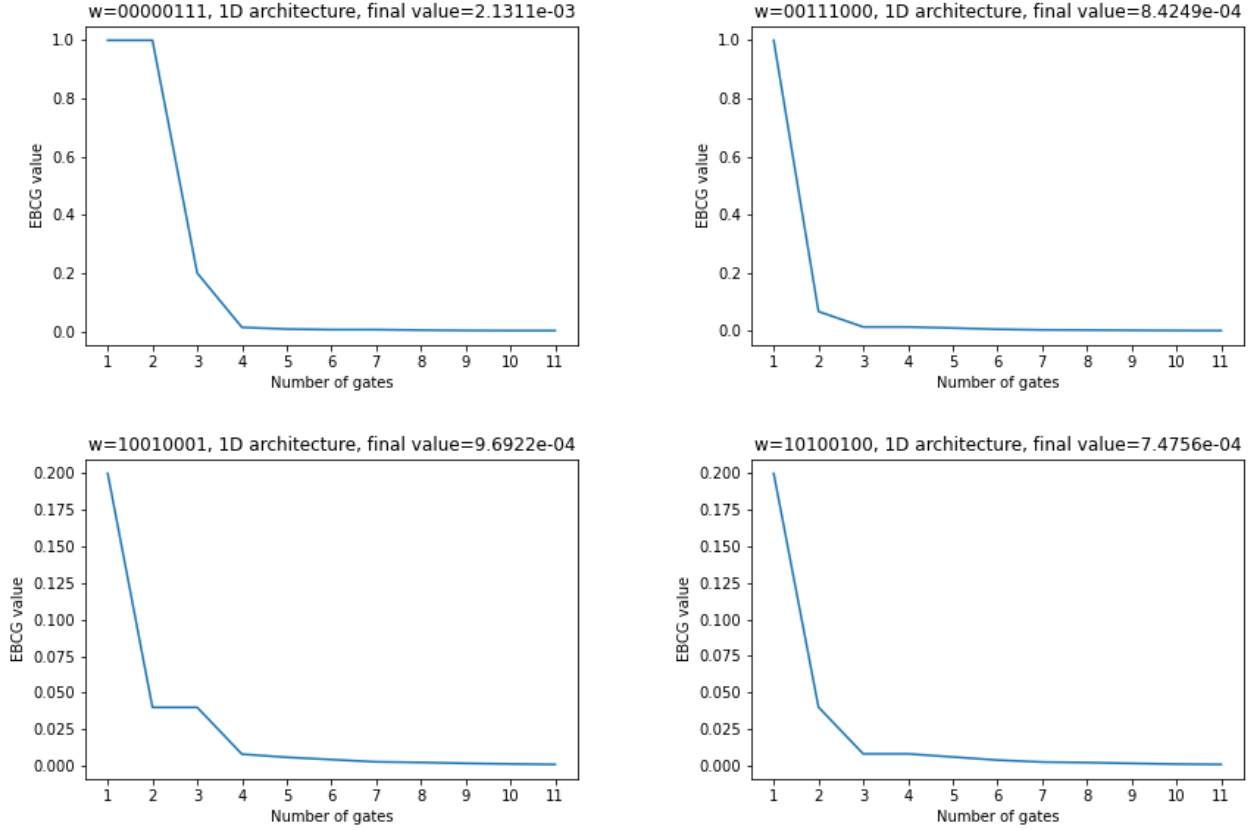 w=00000111, 1D architecture, final value=2.1311e-03
1.0
0.8
0.6
0.4
0.2
0.0
EBCG value
1 2 3 4 5 6 7 8 9 10 11
Number of gates
w=00111000, 1D architecture, final value=8.4249e-04
1.0
0.8
0.6
0.4
0.2
0.0
EBCG value
1 2 3 4 5 6 7 8 9 10 11
Number of gates
w=10010001, 1D architecture, final value=9.6922e-04
0.200
0.175
0.150
0.125
0.100
0.075
0.050
0.025
0.000
EBCG value
1 2 3 4 5 6 7 8 9 10 11
Number of gates
w=10100100, 1D architecture, final value=7.4756e-04
0.200
0.175
0.150
0.125
0.100
0.075
0.050
0.025
0.000
EBCG value
1 2 3 4 5 6 7 8 9 10 11
Number of gates